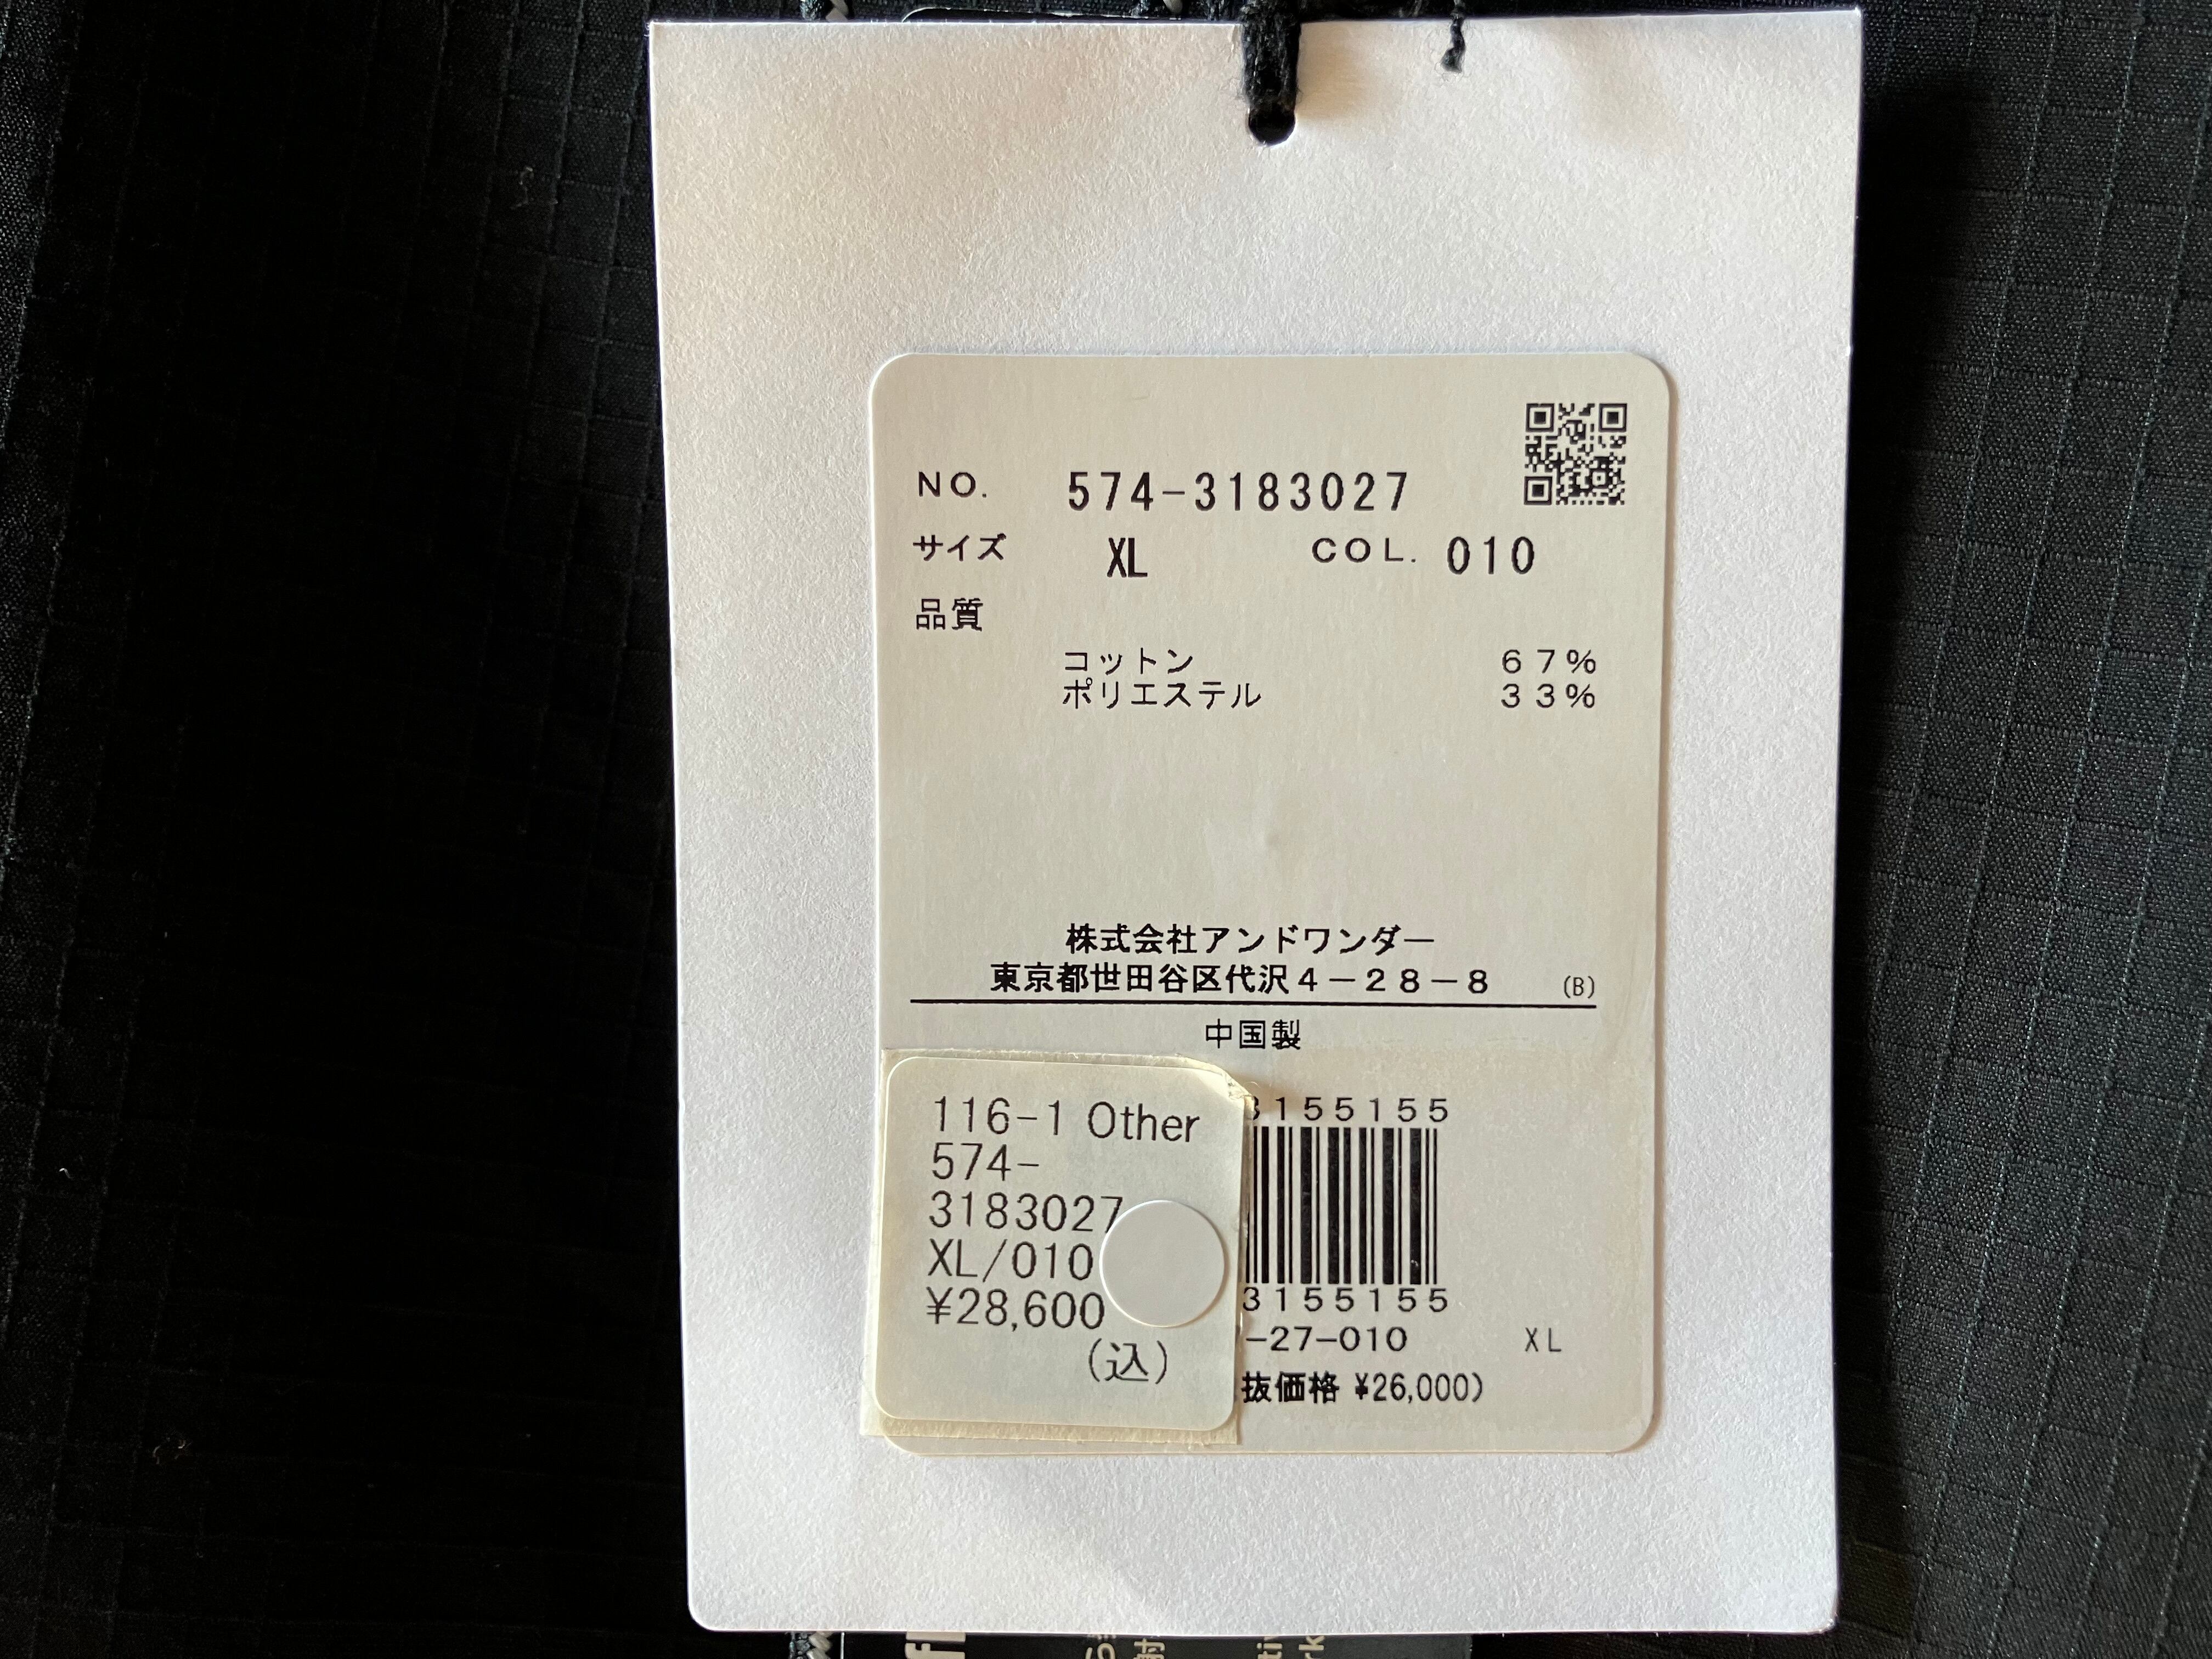 NO. 574-3183027
サイズ XL COL. 010
品質
コットン 67%
ポリエステル 33%
株式会社アンドワンダー
東京都世田谷区代沢4-28-8 (B)
中国製
116-1 Other
574-
3183027
XL/010
¥28,600
(込)
3155155
3155155
-27-010 XL
抜価格 ¥26,000)